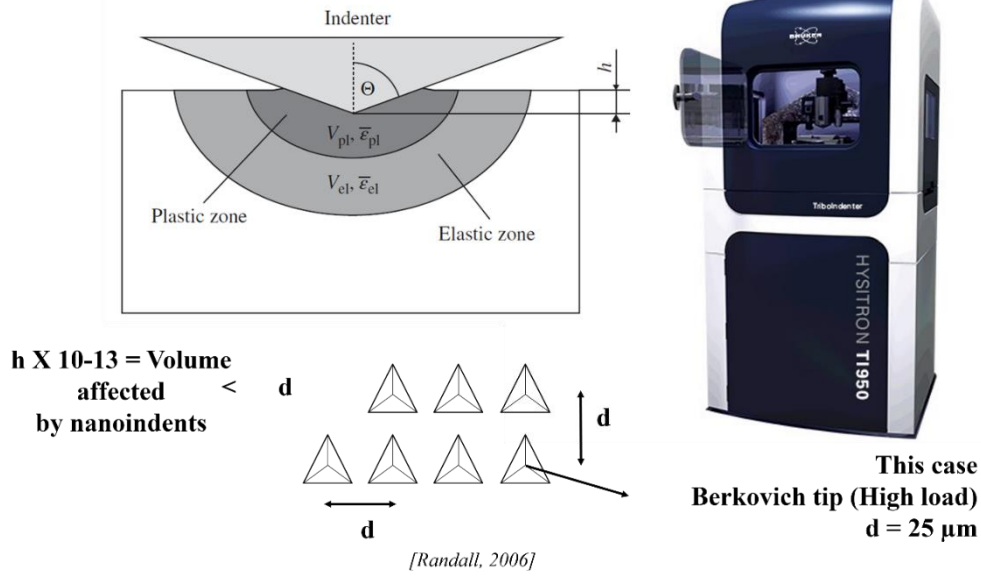 Indenter
Θ
h
V_pl, ε̅_pl
V_el, ε̅_el
Plastic zone
Elastic zone
BRUKER
TriboIndenter
HYSITRON TI950
h X 10-13 = Volume
affected
by nanoindents
<
d
d
d
This case
Berkovich tip (High load)
d = 25 µm
[Randall, 2006]